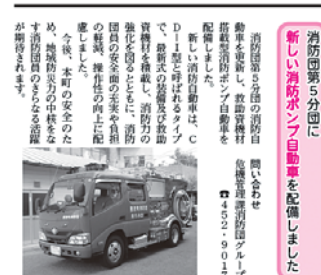 消防団第5分団に
新しい消防ポンプ自動車を配備しました
消防団第5分団の消防自
動車を更新し、救助資機材
搭載型消防ポンプ自動車を
配備しました。
新しい消防自動車は、C
D-Ⅰ型と呼ばれるタイプ
で、最新式の装備及び救助
資機材を積載し、消防力の
強化を図るとともに、消防
団員の安全面の充実や負担
の軽減、操作性の向上に配
慮しました。
今後、本町の安全のた
め、地域防災力の中核をな
す消防団員のさらなる活躍
が期待されます。
問い合わせ
危機管理課消防団グループ
☎452・901